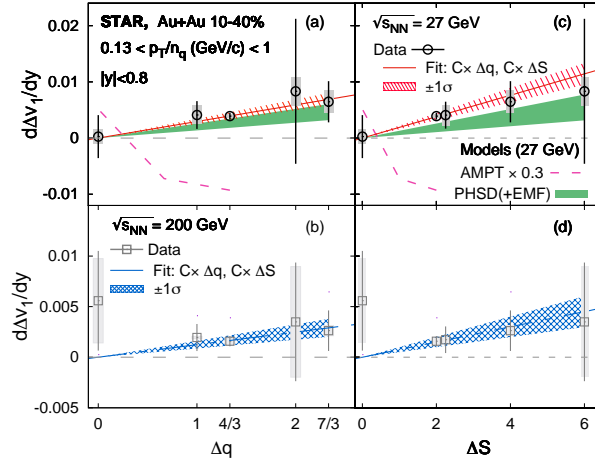 STAR, Au+Au 10-40%
(a)
0.13 < pT/nq (GeV/c) < 1
|y|<0.8
dΔv1/dy
0.02
0.01
0
-0.01
√sNN = 27 GeV
(c)
Data
Fit: C× Δq, C× ΔS
±1σ
Models (27 GeV)
AMPT × 0.3
PHSD(+EMF)
√sNN = 200 GeV
(b)
Data
Fit: C× Δq, C× ΔS
±1σ
(d)
dΔv1/dy
0.01
0.005
0
-0.005
0 1 4/3 2 7/3
Δq
0 2 4 6
ΔS